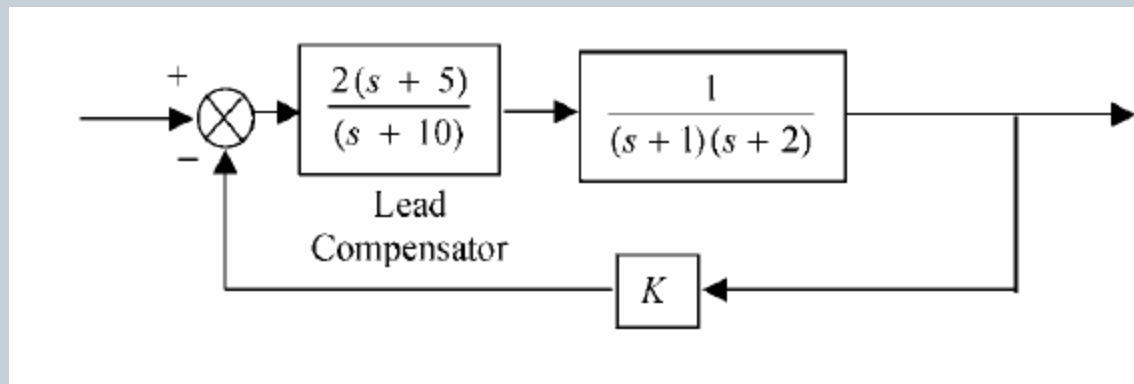 +
2(s + 5)
(s + 10)
1
(s + 1)(s + 2)
−
Lead
Compensator
K